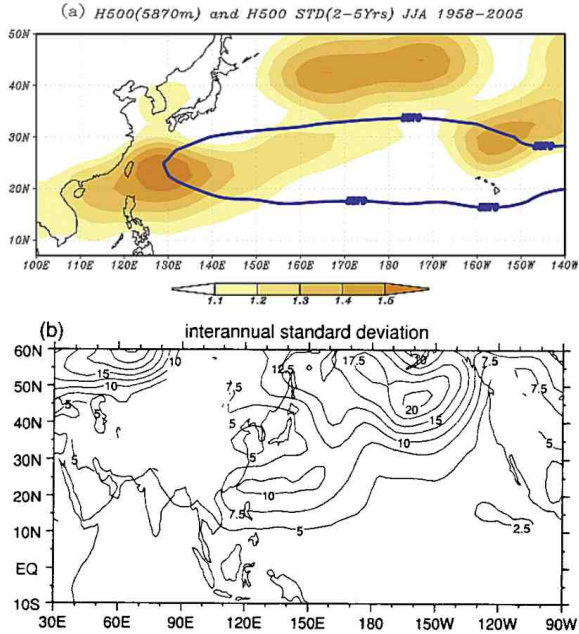 (a) H500(5870m) and H500 STD(2-5Yrs) JJA 1958-2005
50N
40N
30N
20N
10N
5870
5870
100E 110E 120E 130E 140E 150E 160E 170E 180 170W 160W 150W 140W
1.1 1.2 1.3 1.4 1.5
(b) interannual standard deviation
60N
50N
40N
30N
20N
10N
EQ
10S
10 12.5 17.5 20 7.5
15
10 7.5 20 7.5
5 5 5 15
5 5 10 5
10
7.5
5 2.5
30E 60E 90E 120E 150E 180 150W 120W 90W